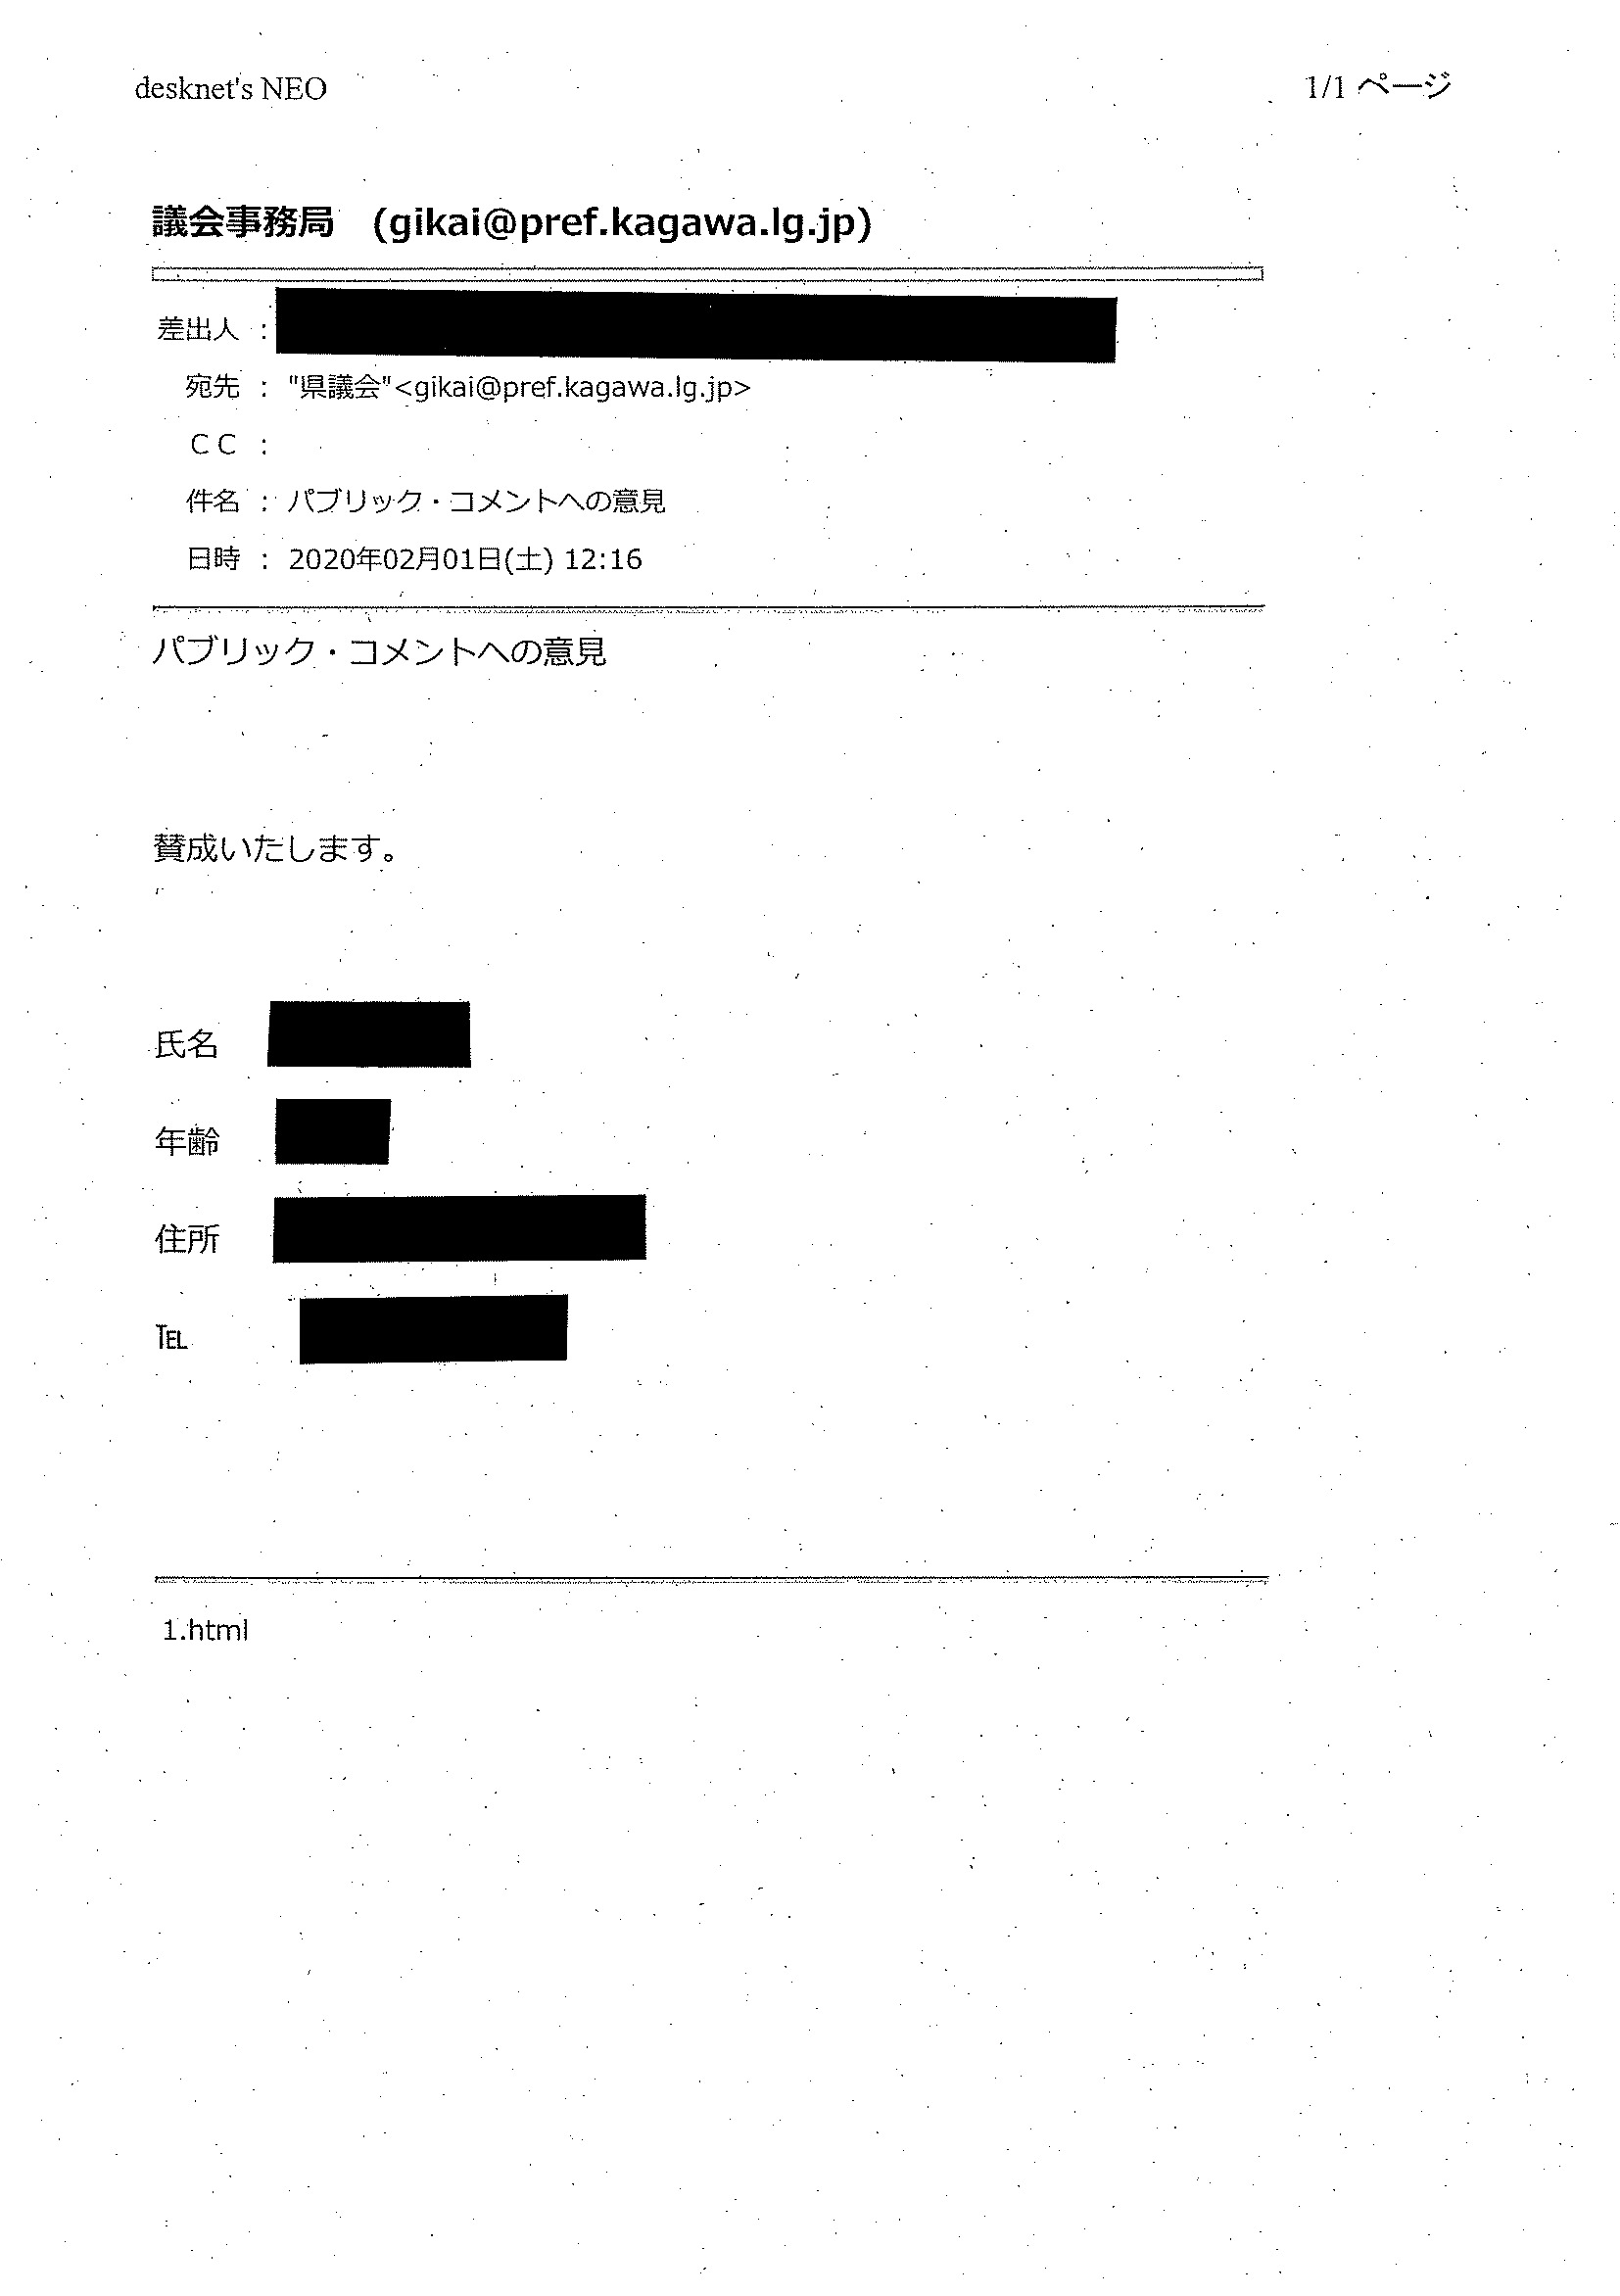 desknet's NEO 1/1 ページ
議会事務局 (gikai@pref.kagawa.lg.jp)
差出人 :
宛先 : "県議会"<gikai@pref.kagawa.lg.jp>
ＣＣ :
件名 : パブリック・コメントへの意見
日時 : 2020年02月01日(土) 12:16
パブリック・コメントへの意見
賛成いたします。
氏名
年齢
住所
℡
1.html